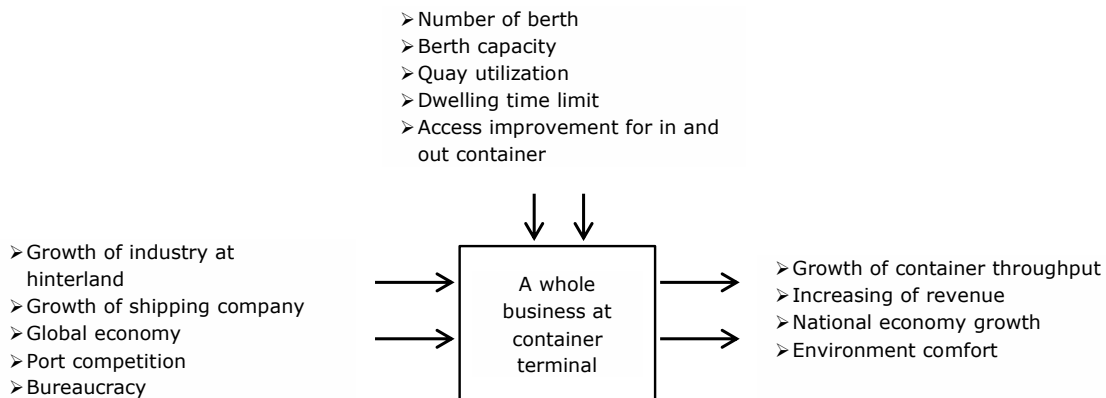 ➢Number of berth
➢Berth capacity
➢Quay utilization
➢Dwelling time limit
➢Access improvement for in and
out container
➢Growth of industry at
hinterland
➢Growth of shipping company
➢Global economy
➢Port competition
➢Bureaucracy
A whole
business at
container
terminal
➢Growth of container throughput
➢Increasing of revenue
➢National economy growth
➢Environment comfort